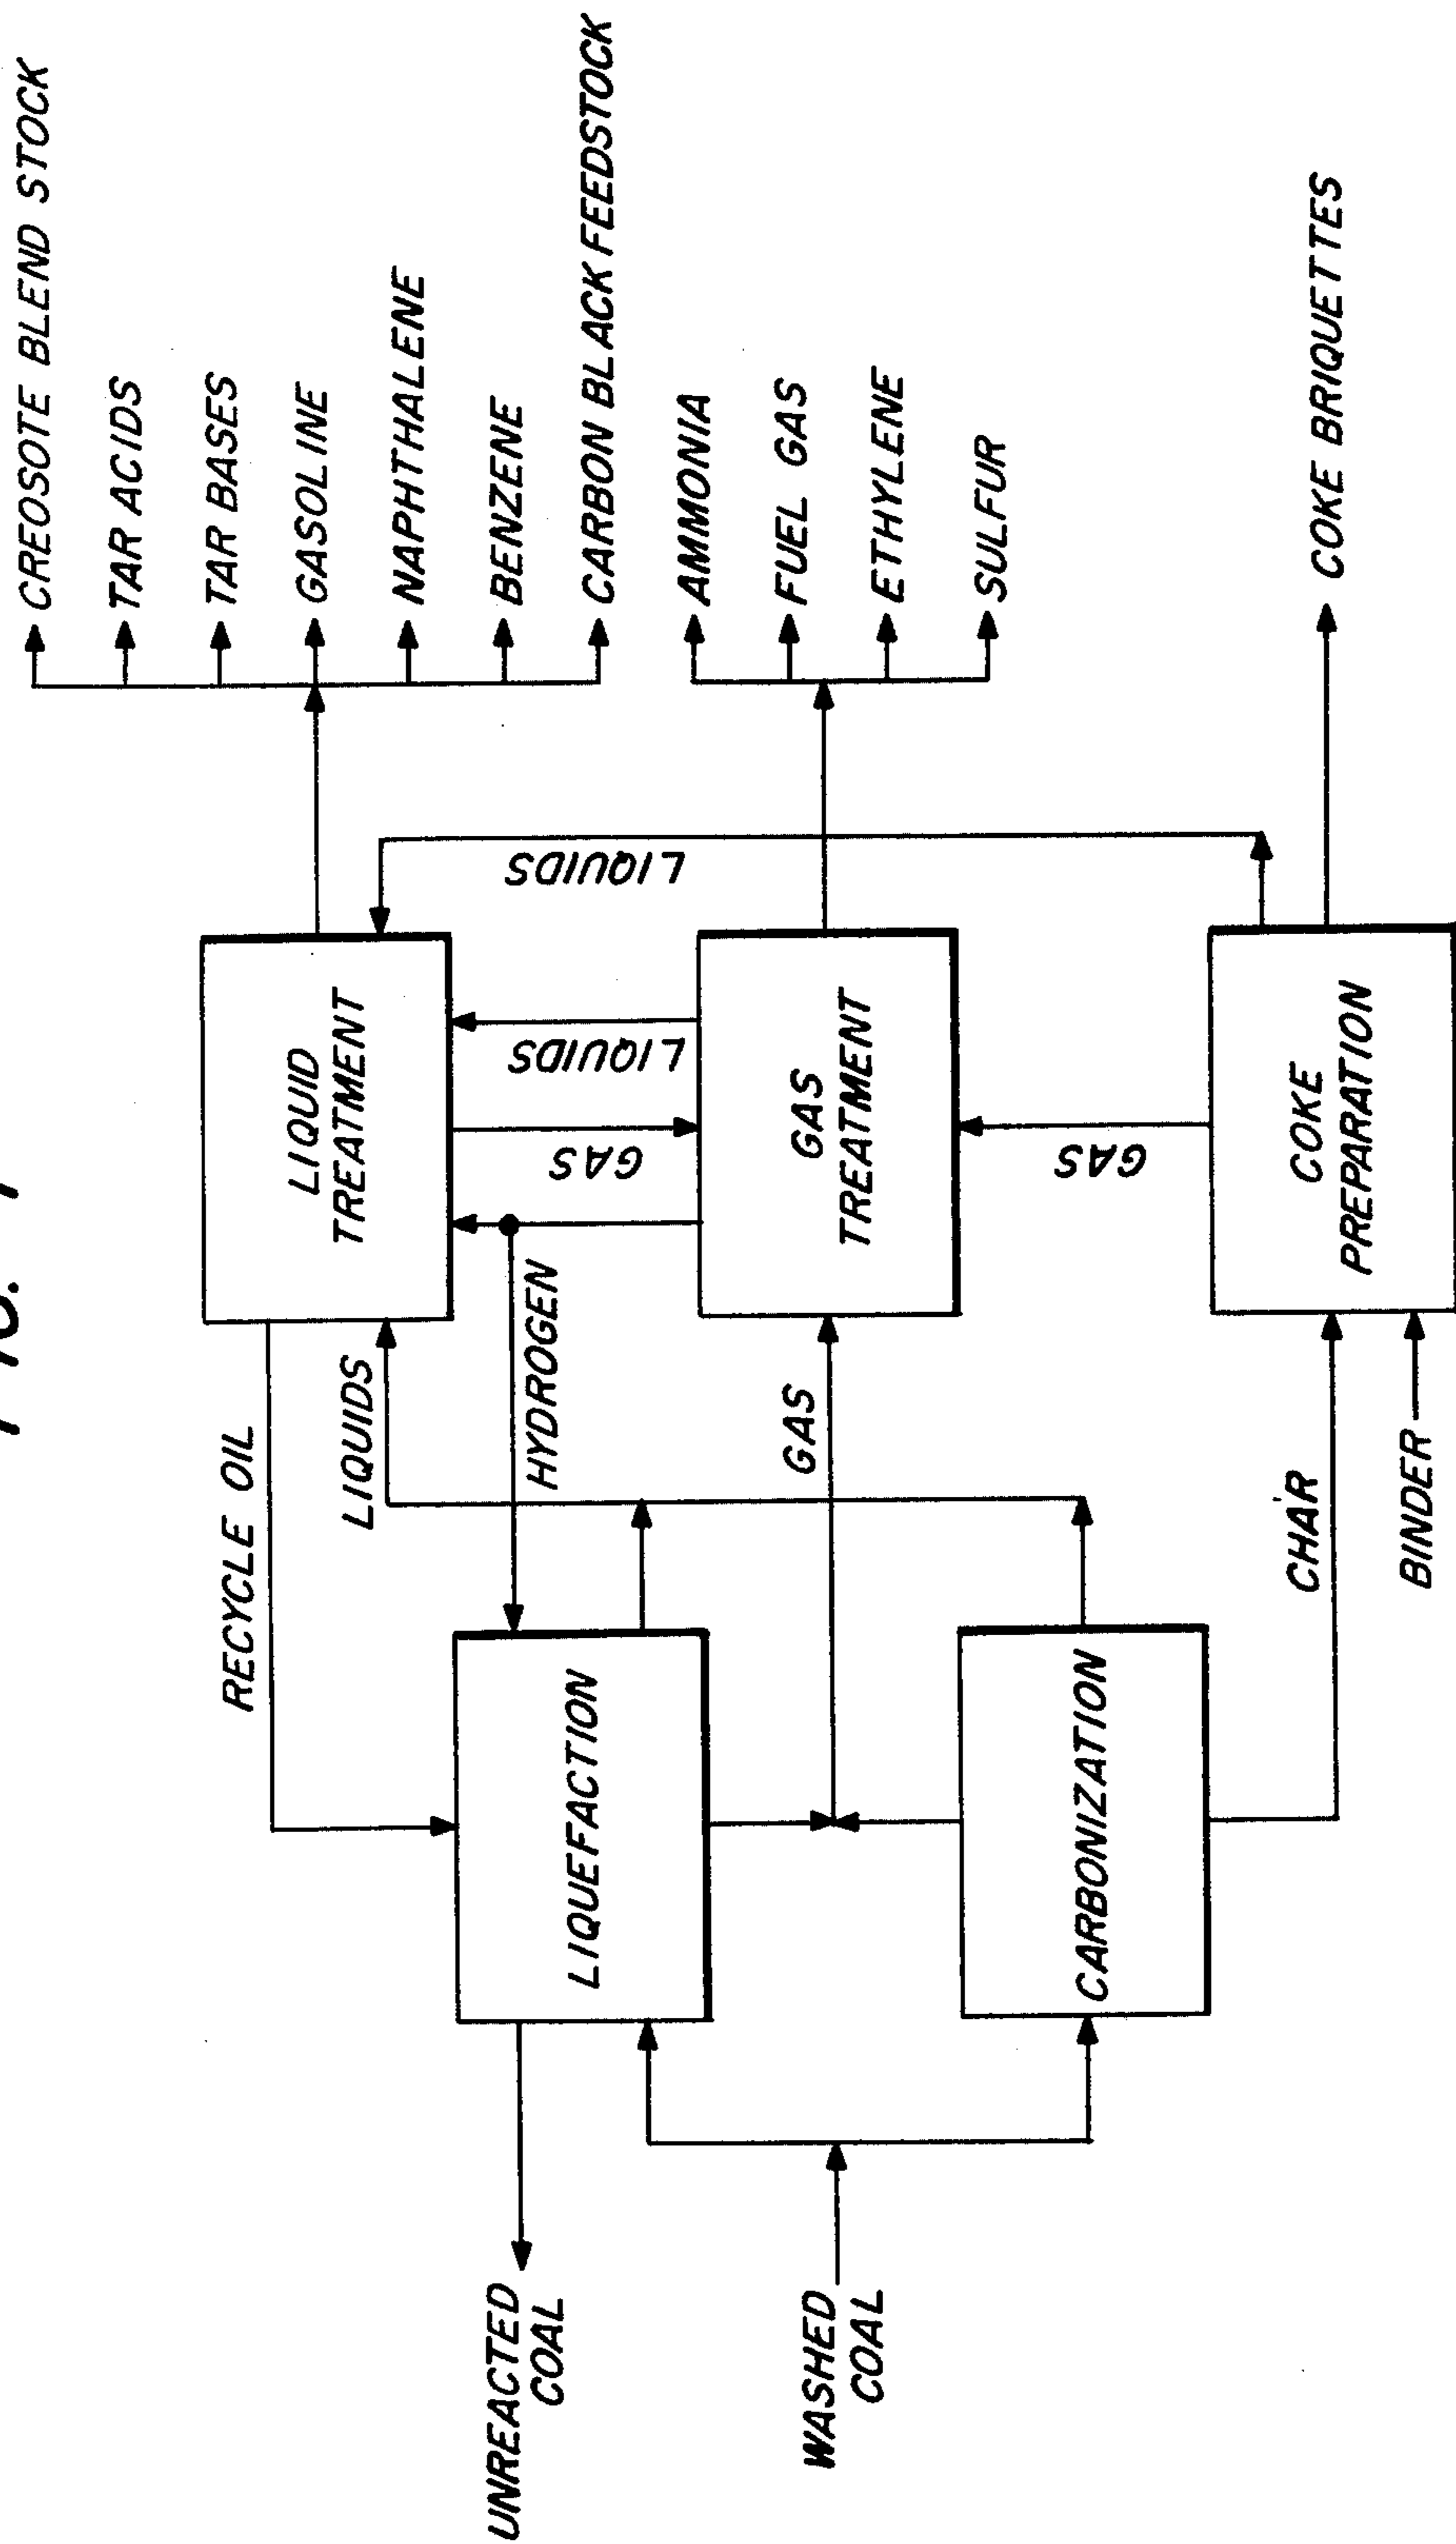 CREOSOTE BLEND STOCK
TAR ACIDS
TAR BASES
GASOLINE
NAPHTHALENE
BENZENE
CARBON BLACK FEEDSTOCK
AMMONIA
FUEL GAS
ETHYLENE
SULFUR
COKE BRIQUETTES
LIQUIDS
LIQUID
TREATMENT
LIQUIDS
GAS
GAS
TREATMENT
GAS
COKE
PREPARATION
RECYCLE OIL
LIQUIDS
HYDROGEN
GAS
CHAR
BINDER
LIQUEFACTION
CARBONIZATION
UNREACTED
COAL
WASHED
COAL